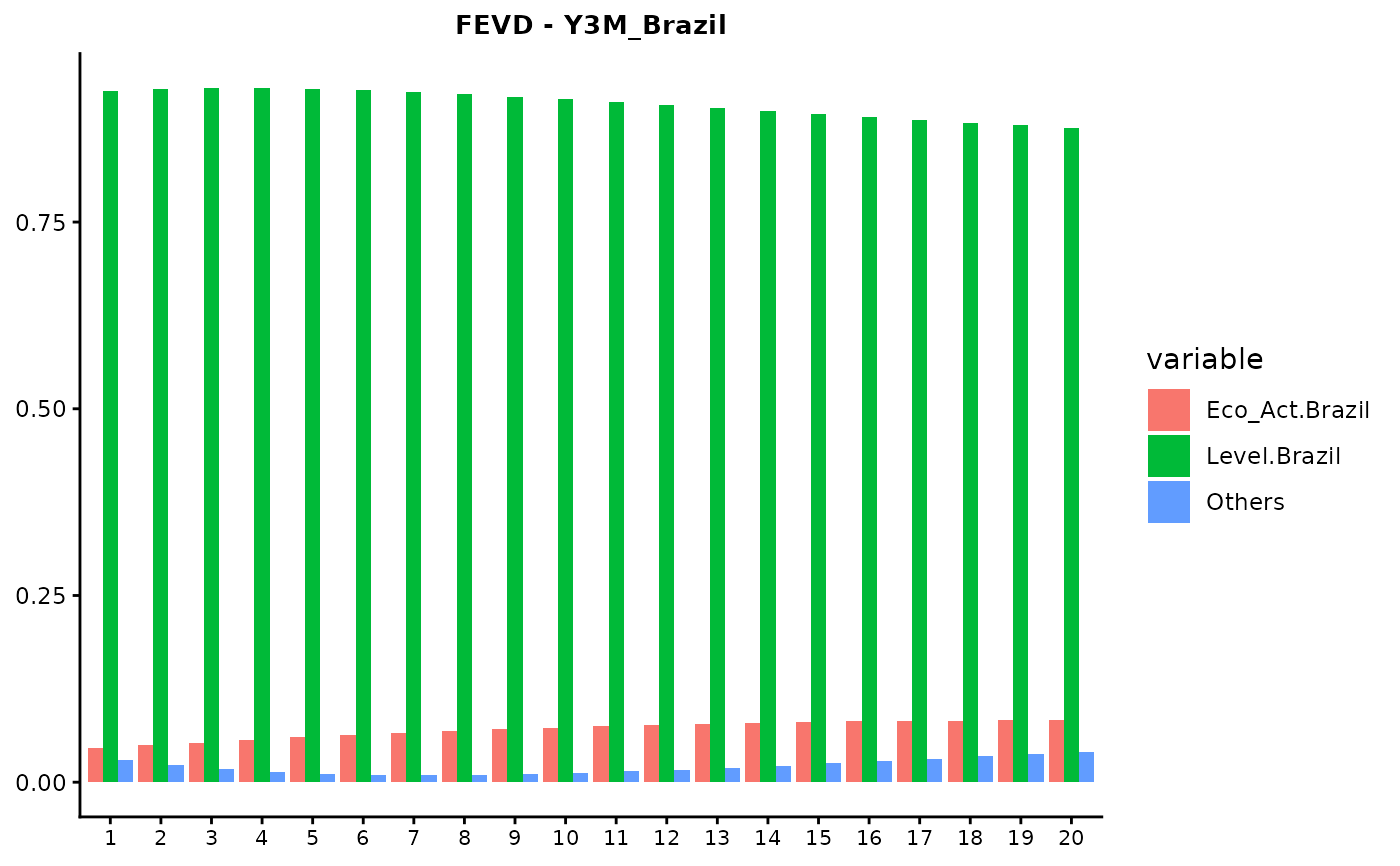 FEVD - Y3M_Brazil
0.75
0.50
0.25
0.00
1 2 3 4 5 6 7 8 9 10 11 12 13 14 15 16 17 18 19 20
variable
Eco_Act.Brazil
Level.Brazil
Others